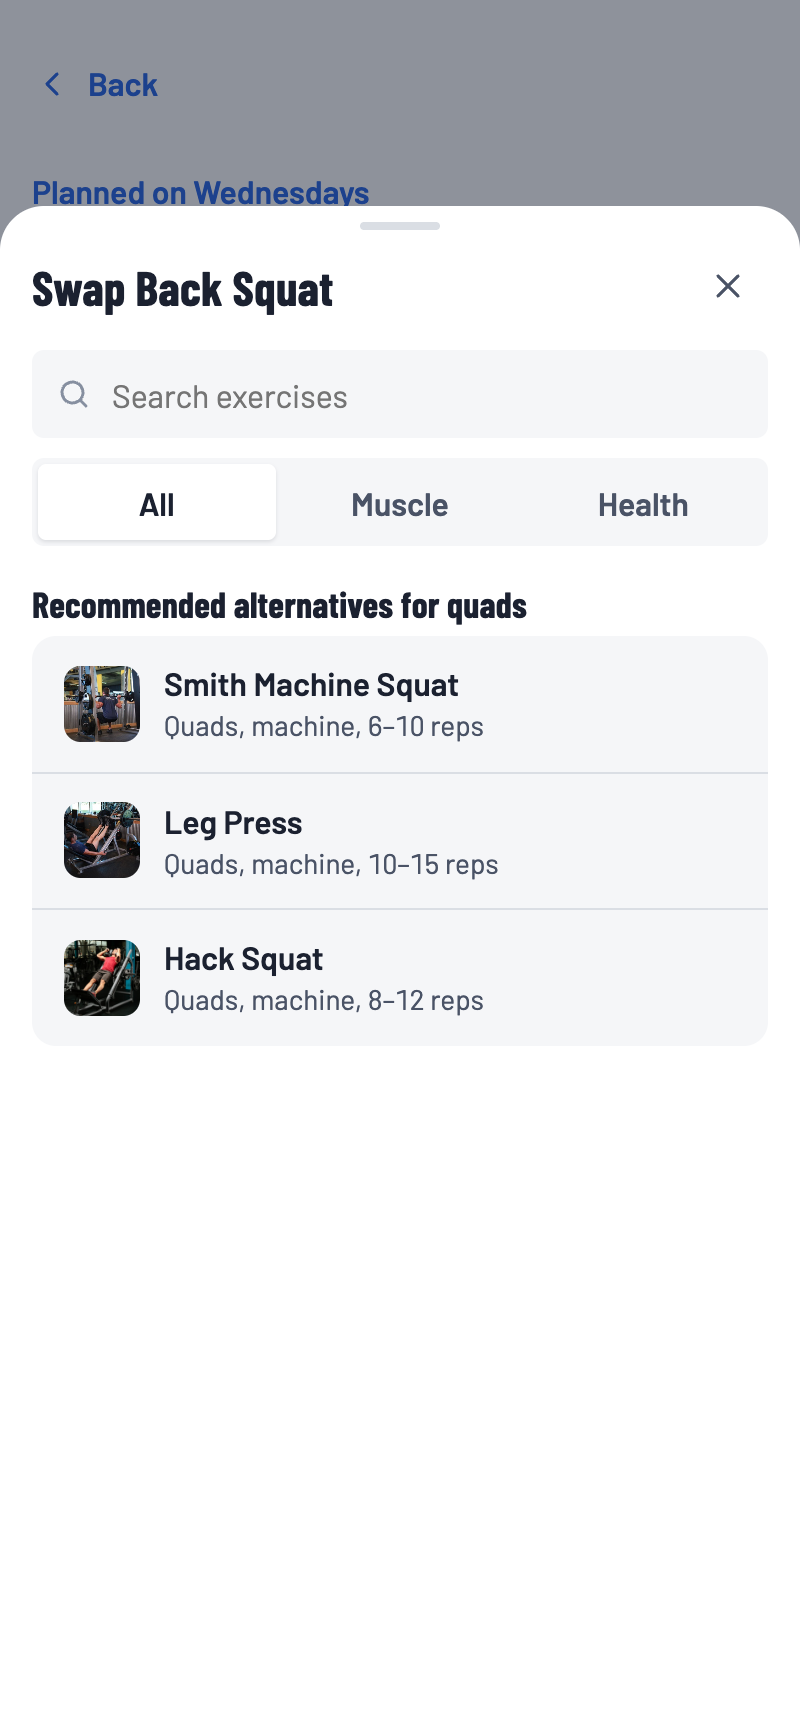 Back
Planned on Wednesdays
Swap Back Squat
Search exercises
All
Muscle
Health
Recommended alternatives for quads
Smith Machine Squat
Quads, machine, 6–10 reps
Leg Press
Quads, machine, 10–15 reps
Hack Squat
Quads, machine, 8–12 reps